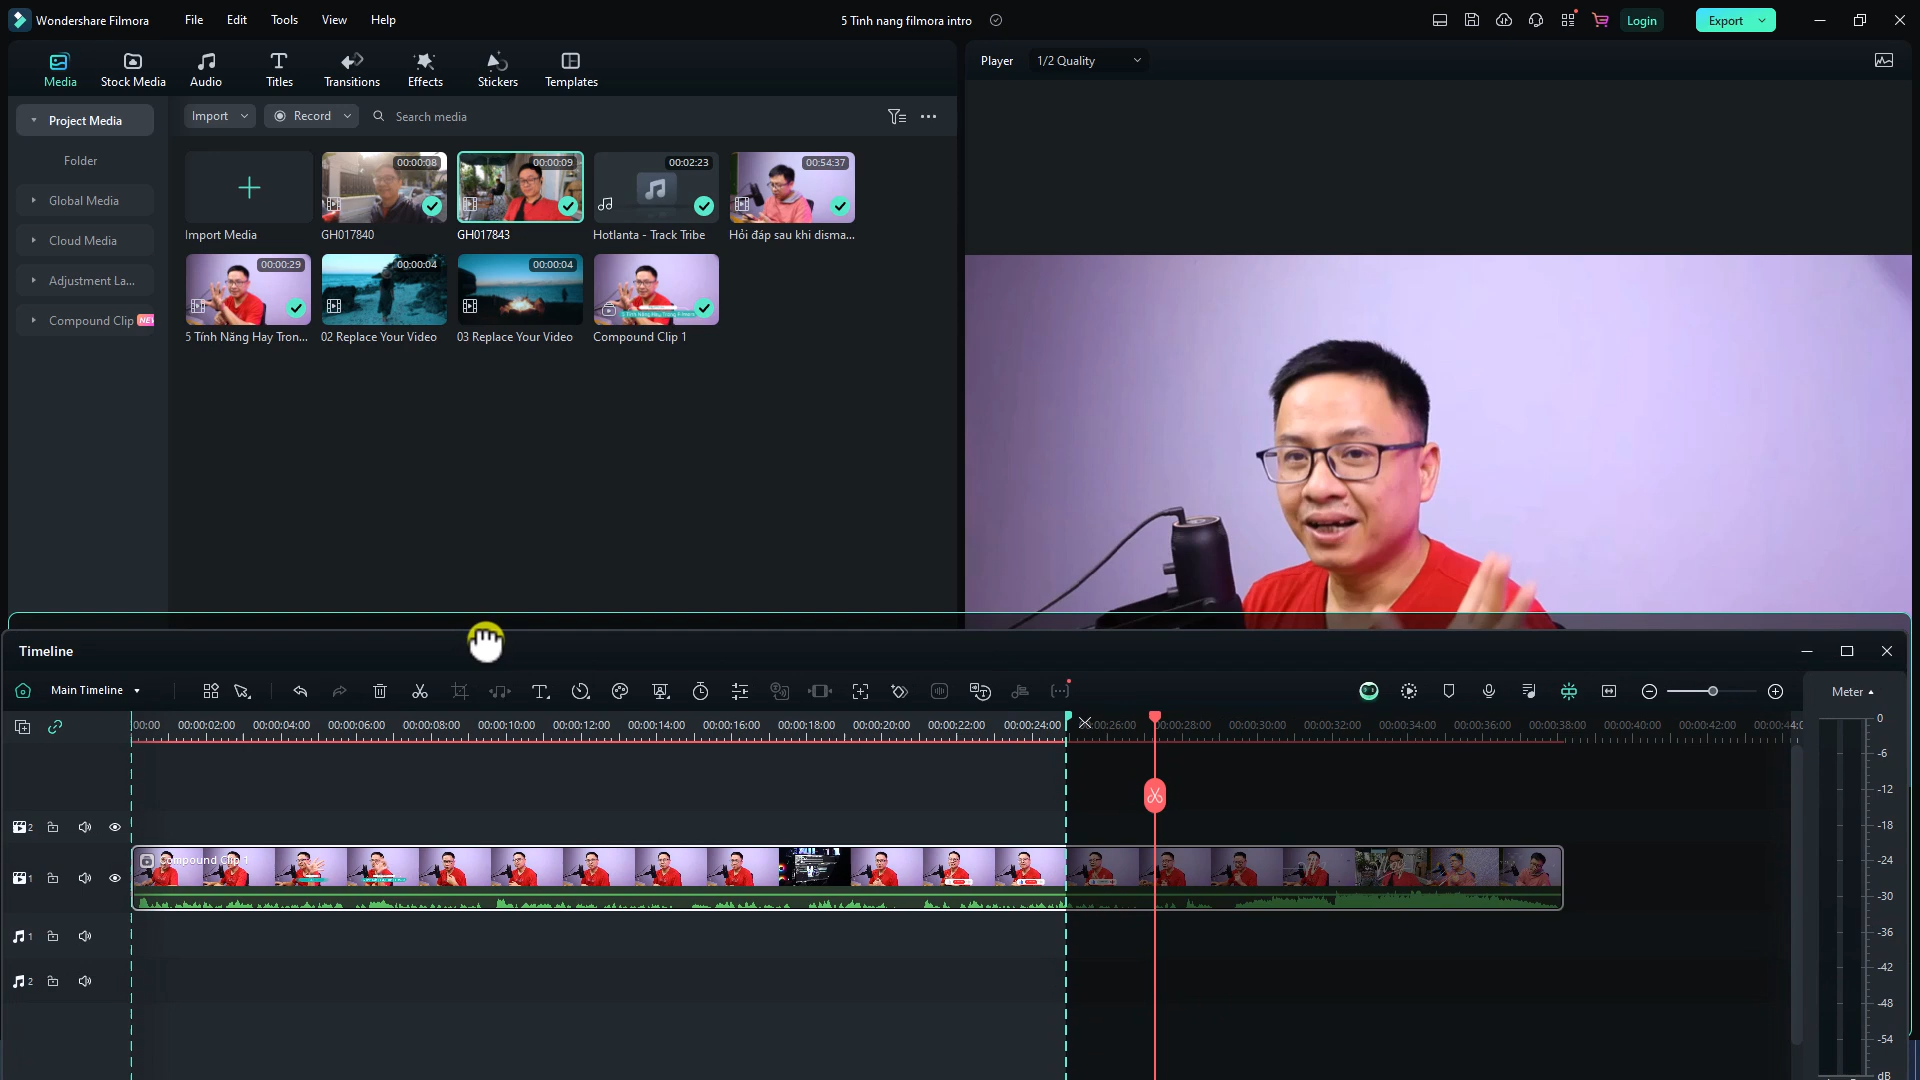 Wondershare Filmora
File
Edit
Tools
View
Help
5 Tinh nang filmora intro
Login
Export
Media
Stock Media
Audio
Titles
Transitions
Effects
Stickers
Templates
Player
1/2 Quality
Project Media
Folder
Global Media
Cloud Media
Adjustment La...
Compound Clip
Import
Record
Search media
Import Media
00:00:08
GH017840
00:00:09
GH017843
00:02:23
Hotlanta - Track Tribe
00:54:37
Hỏi đáp sau khi disma...
00:00:29
5 Tính Năng Hay Tron...
00:00:04
02 Replace Your Video
00:00:04
03 Replace Your Video
Compound Clip 1
Timeline
Main Timeline
Meter
00:00 00:00:02:00 00:00:04:00 00:00:06:00 00:00:08:00 00:00:10:00 00:00:12:00 00:00:14:00 00:00:16:00 00:00:18:00 00:00:20:00 00:00:22:00 00:00:24:00 00:26:00 00:00:28:00 00:00:30:00 00:00:32:00 00:00:34:00 00:00:36:00 00:00:38:00 00:00:40:00 00:00:42:00 00:00:44:0
2
1
Compound Clip 1
1
2
0
-6
-12
-18
-24
-30
-36
-42
-48
-54
dB